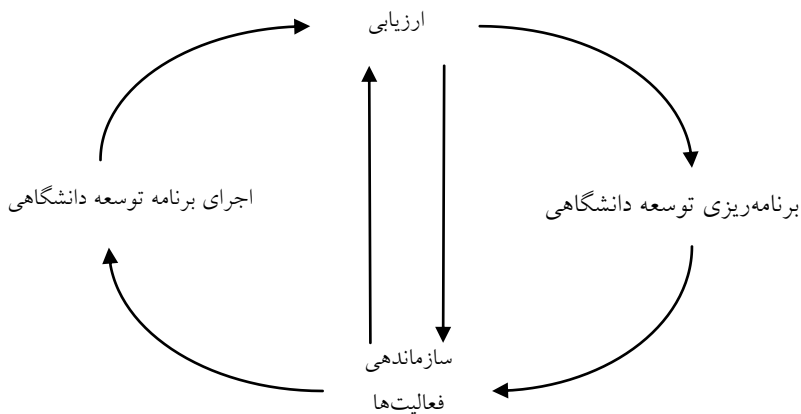 ارزیابی
برنامه‌ریزی توسعه دانشگاهی
اجرای برنامه توسعه دانشگاهی
سازماندهی
فعالیت‌ها